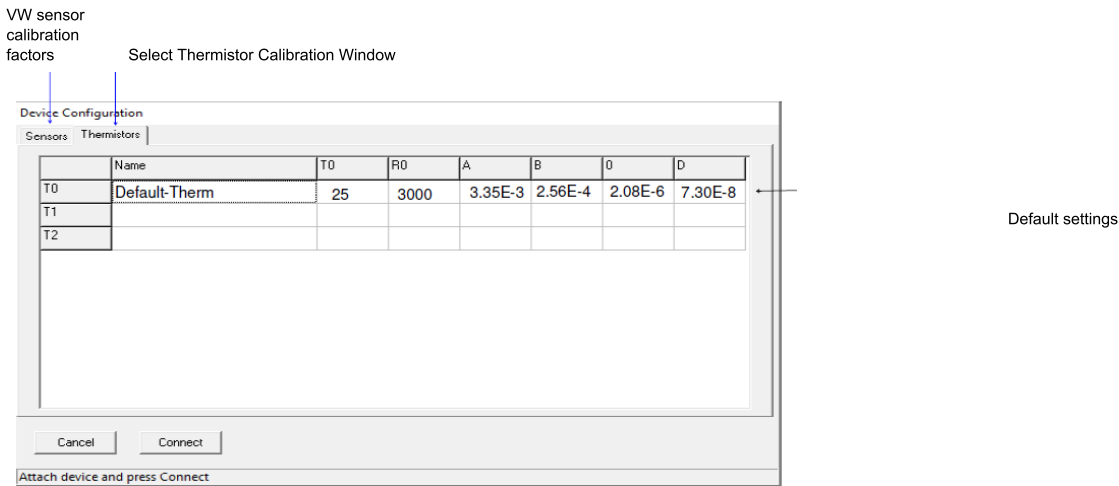 VW sensor
calibration
factors
Select Thermistor Calibration Window
Device Configuration
Sensors Thermistors
Name T0 R0 A B 0 D
T0 Default-Therm 25 3000 3.35E-3 2.56E-4 2.08E-6 7.30E-8
T1
T2
Default settings
Cancel Connect
Attach device and press Connect